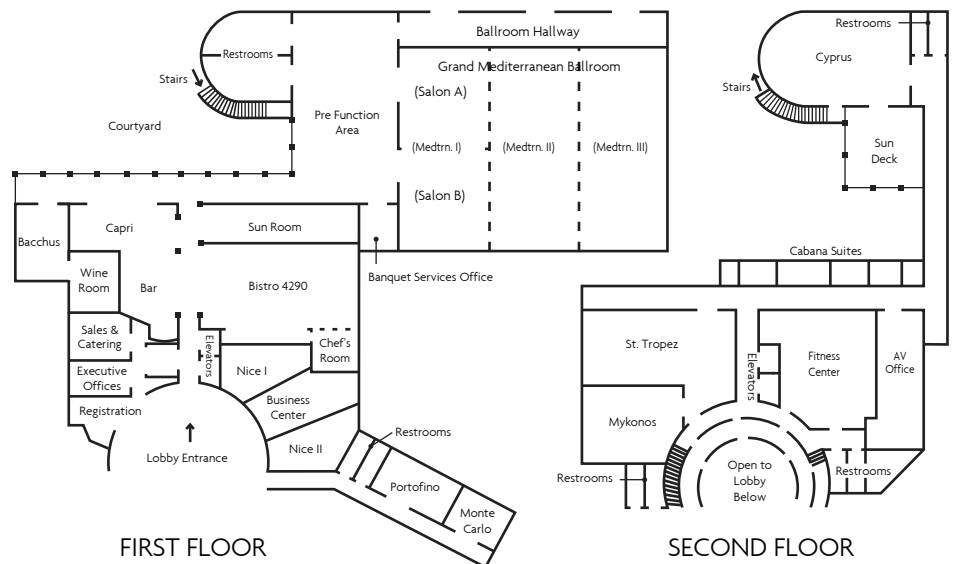 Restrooms
Stairs
Courtyard
Pre Function
Area
Ballroom Hallway
Grand Mediterranean Ballroom
(Salon A)
(Medtrn. I)
(Medtrn. II)
(Medtrn. III)
(Salon B)
Bacchus
Capri
Sun Room
Wine
Room
Bar
Bistro 4290
Banquet Services Office
Sales &
Catering
Elevators
Chef's
Room
Executive
Offices
Nice I
Business
Center
Registration
Lobby Entrance
Nice II
Restrooms
Portofino
Monte
Carlo
FIRST FLOOR
Restrooms
Cyprus
Stairs
Sun
Deck
Cabana Suites
St. Tropez
Elevators
Fitness
Center
AV
Office
Mykonos
Restrooms
Open to
Lobby
Below
Restrooms
SECOND FLOOR